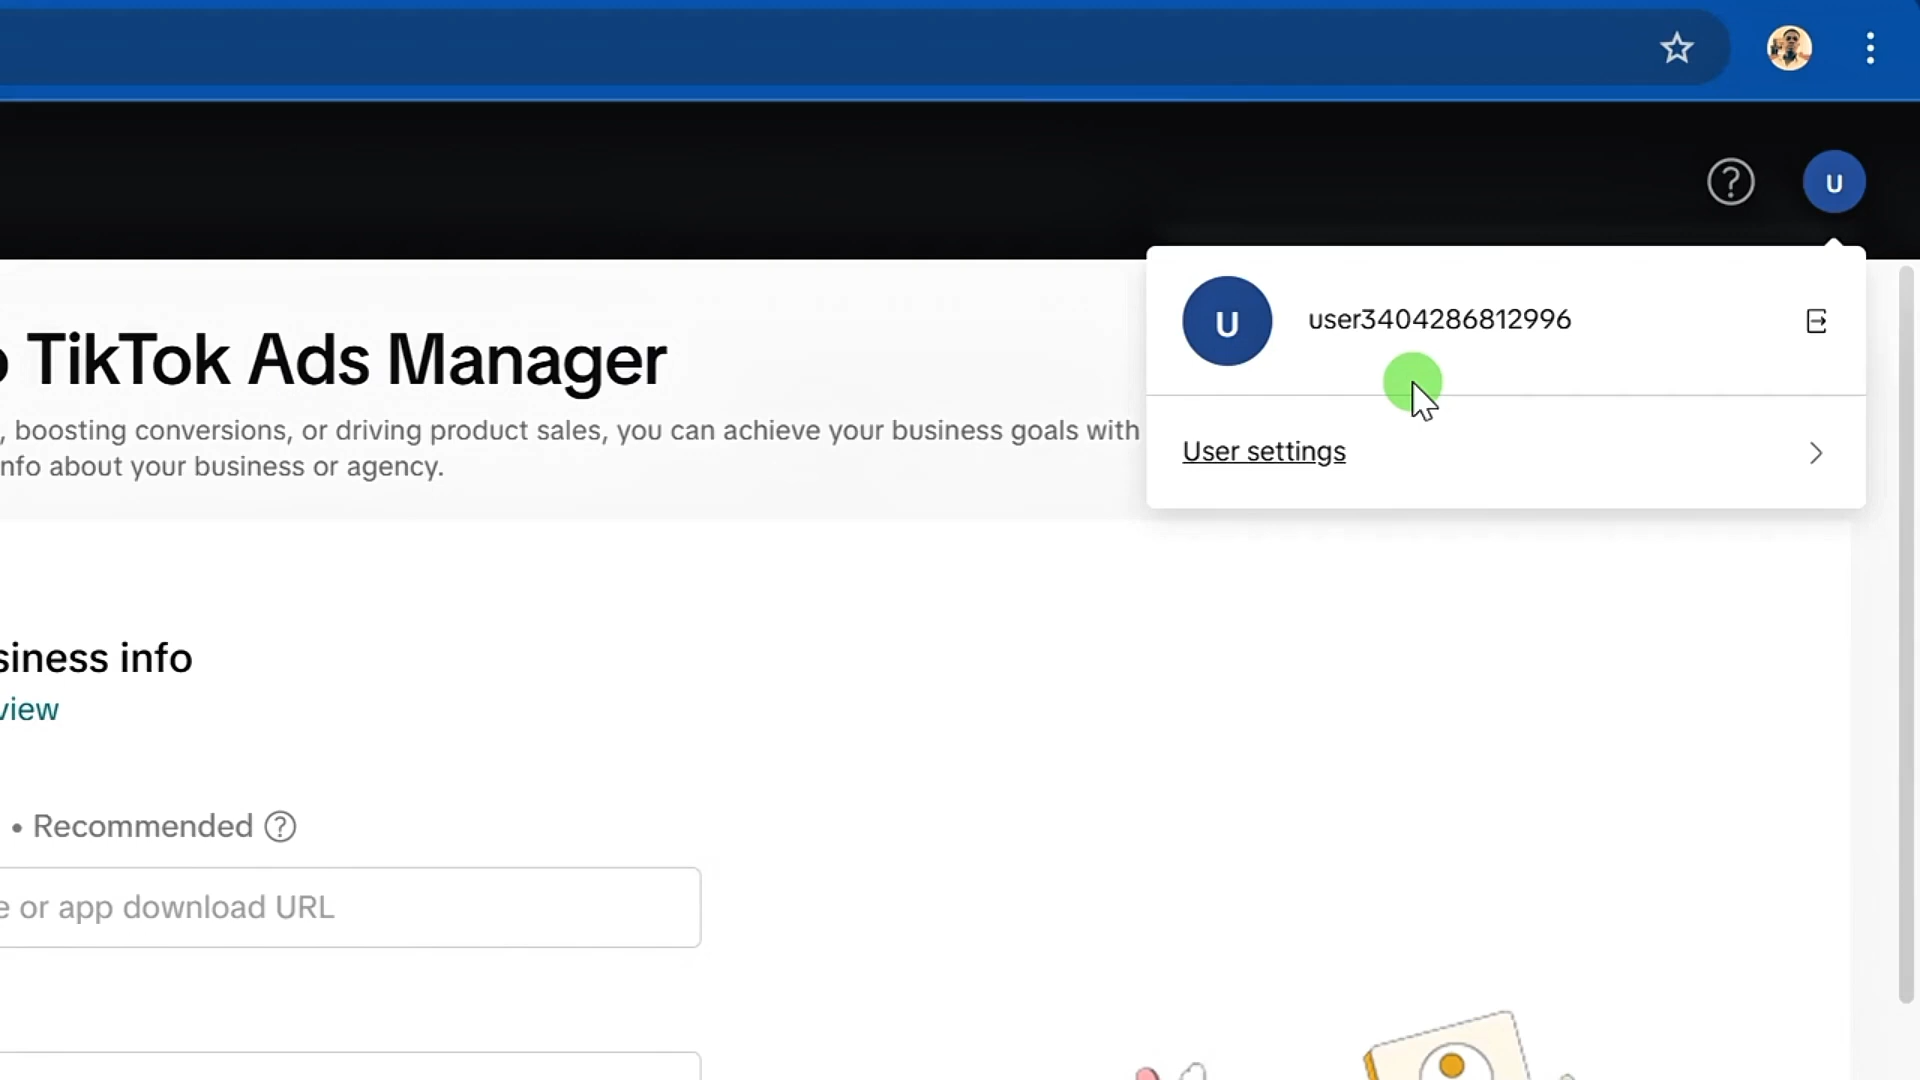 U
U
user3404286812996
TikTok Ads Manager
, boosting conversions, or driving product sales, you can achieve your business goals with
nfo about your business or agency.
User settings
siness info
view
• Recommended
e or app download URL